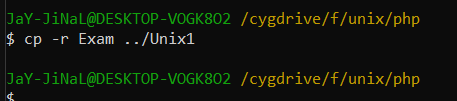 JaY-JiNaL@DESKTOP-VOGK8O2 /cygdrive/f/unix/php
$ cp -r Exam ../Unix1
JaY-JiNaL@DESKTOP-VOGK8O2 /cygdrive/f/unix/php
$